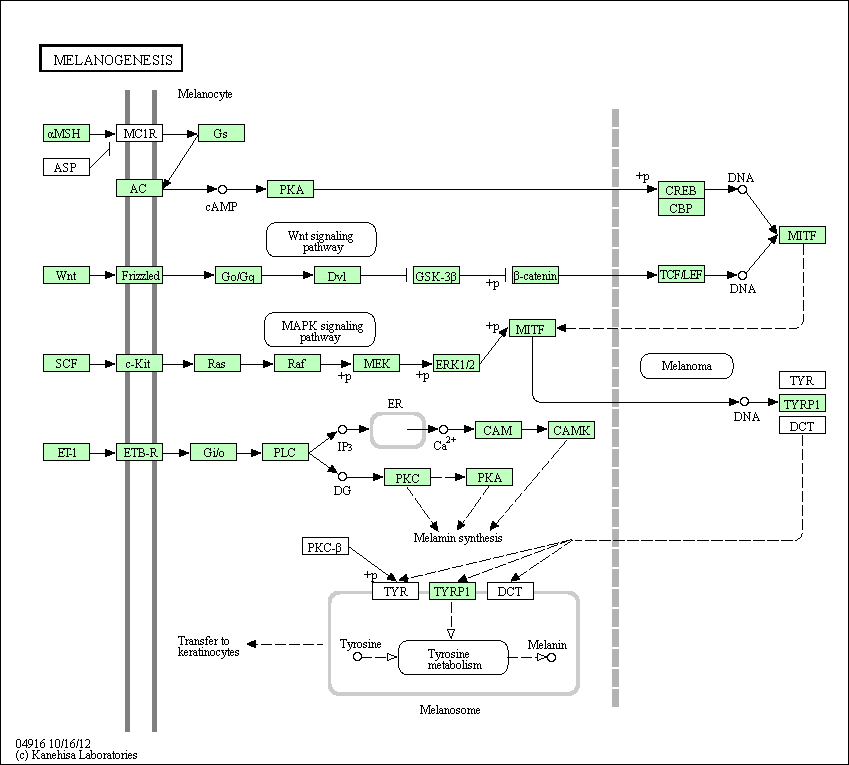 MELANOGENESIS
Melanocyte
αMSH
MC1R
Gs
ASP
AC
cAMP
PKA
+p
CREB
CBP
DNA
MITF
Wnt signaling
pathway
Wnt
Frizzled
Go/Gq
Dvl
GSK-3β
+p
β-catenin
TCF/LEF
DNA
MAPK signaling
pathway
+p
MITF
SCF
c-Kit
Ras
Raf
+p
MEK
+p
ERK1/2
Melanoma
TYR
TYRP1
DCT
DNA
ER
ET-1
ETB-R
Gi/o
PLC
IP3
Ca2+
CAM
CAMK
DG
PKC
PKA
Melamin synthesis
PKC-β
+p
TYR
TYRP1
DCT
Transfer to
keratinocytes
Tyrosine
Tyrosine
metabolism
Melanin
Melanosome
04916 10/16/12
(c) Kanehisa Laboratories